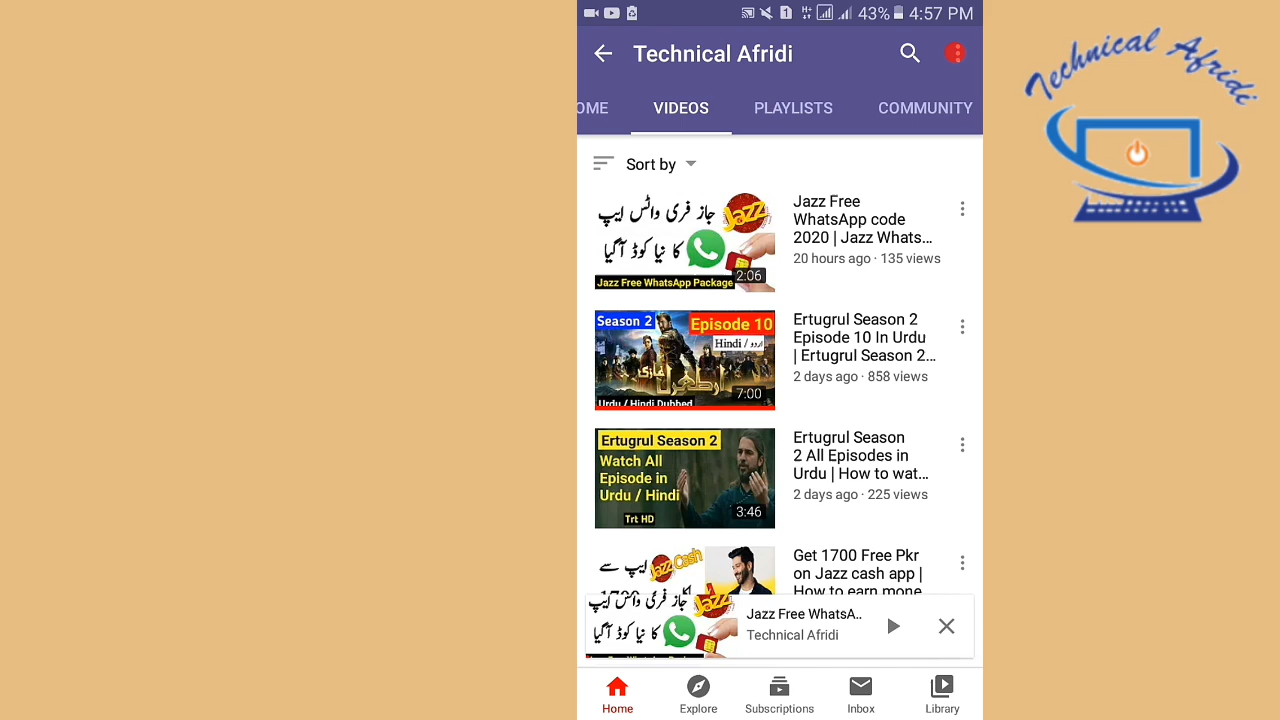 43% 4:57 PM
Technical Afridi
OME VIDEOS PLAYLISTS COMMUNITY
Sort by
جاز فری واٹس ایپ
Jazz
کا نیا کوڈ آگیا
Jazz Free WhatsApp Package
2:06
Jazz Free
WhatsApp code
2020 | Jazz Whats...
20 hours ago · 135 views
Season 2
Episode 10
Hindi / اردو
ارطغرل غازی
Urdu / Hindi Dubbed
7:00
Ertugrul Season 2
Episode 10 In Urdu
| Ertugrul Season 2...
2 days ago · 858 views
Ertugrul Season 2
Watch All
Episode in
Urdu / Hindi
Trt HD
3:46
Ertugrul Season
2 All Episodes in
Urdu | How to wat...
2 days ago · 225 views
JazzCash ایپ سے
Get 1700 Free Pkr
on Jazz cash app |
How to earn mone
جاز فری واٹس ایپ
Jazz
کا نیا کوڈ آگیا
Jazz Free WhatsA..
Technical Afridi
Home Explore Subscriptions Inbox Library
Technical Afridi